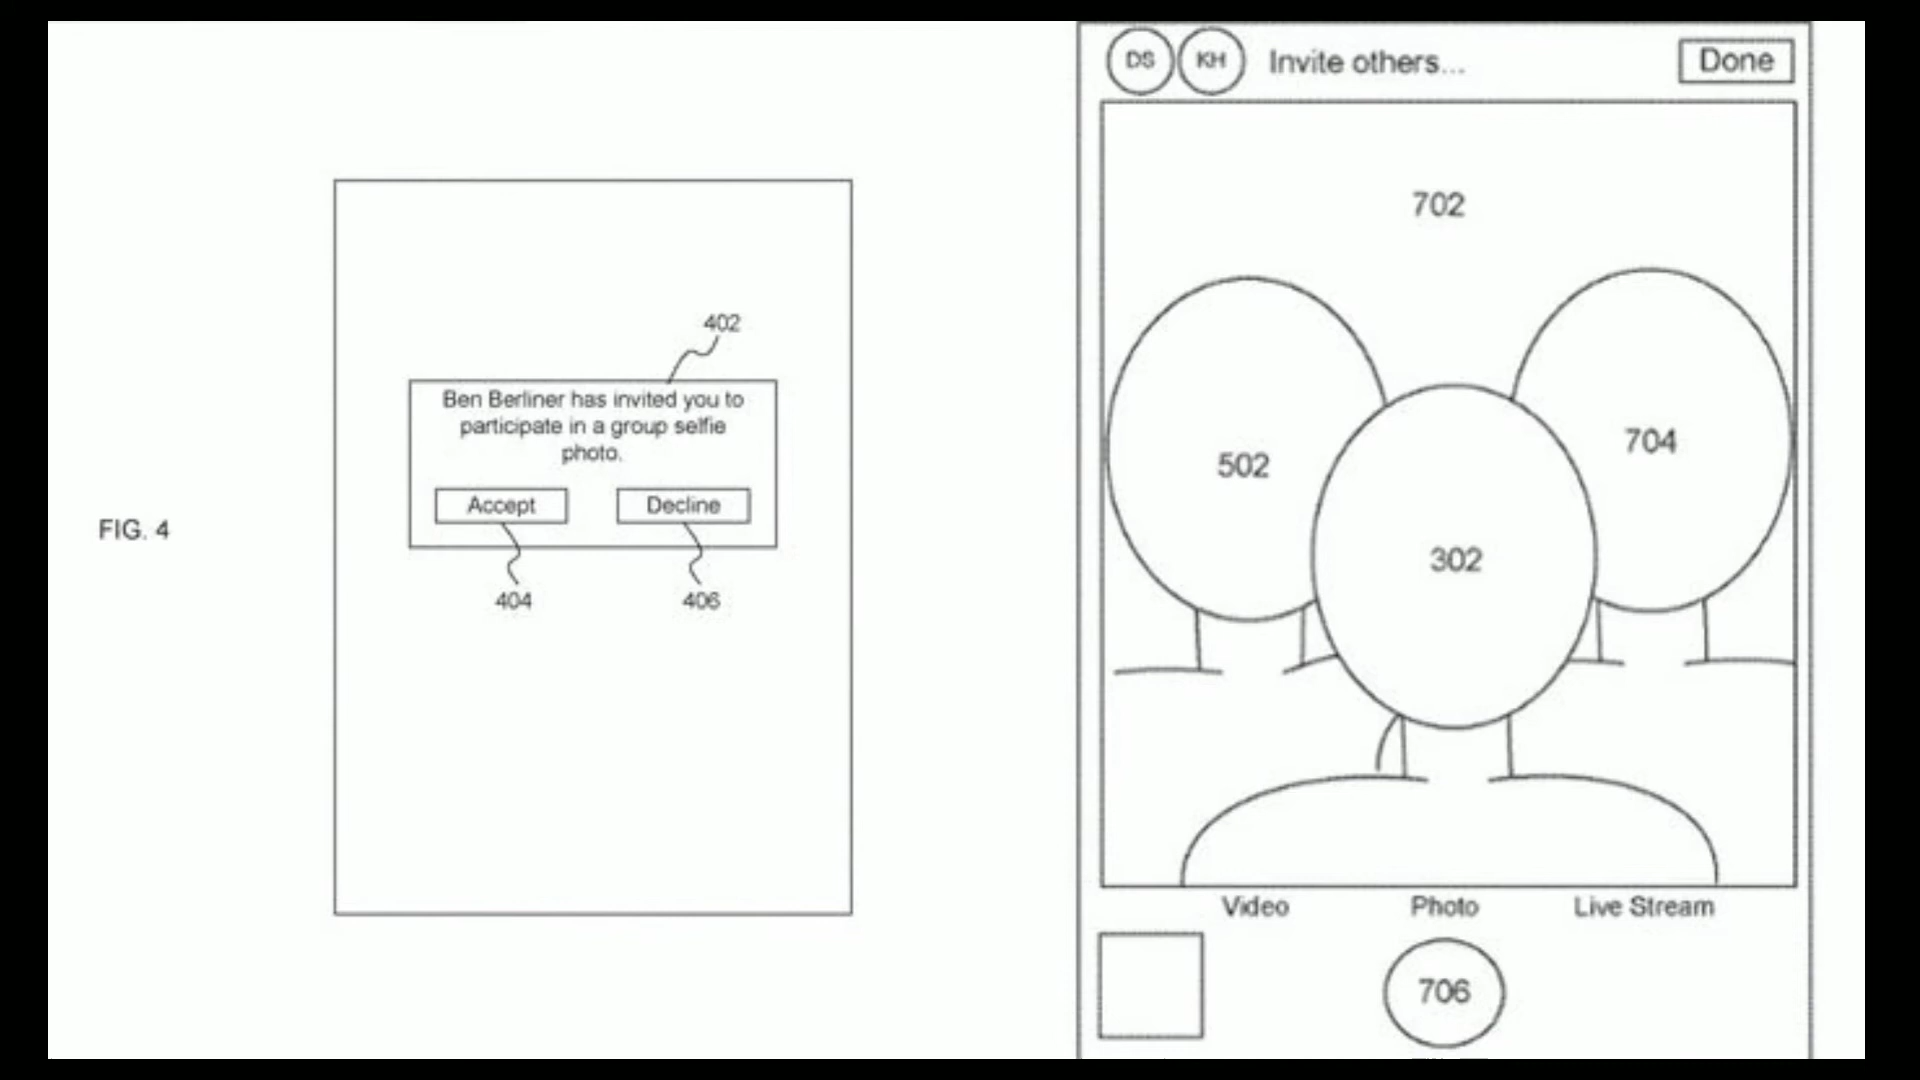 FIG. 4
402
Ben Berliner has invited you to
participate in a group selfie
photo.
Accept
Decline
404
406
DS
KH
Invite others...
Done
702
502
704
302
Video
Photo
Live Stream
706